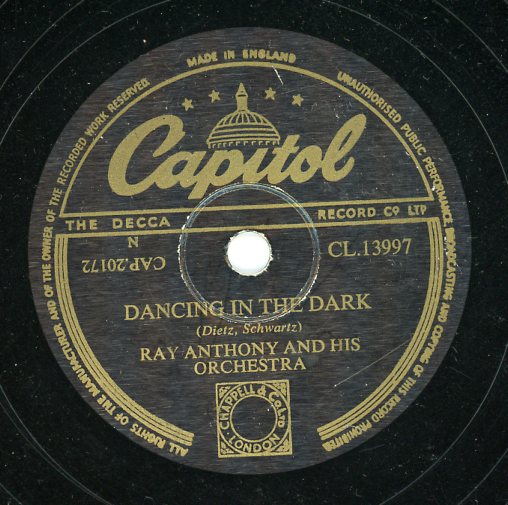 MADE IN ENGLAND
ALL RIGHTS OF THE MANUFACTURER AND OF THE OWNER OF THE RECORDED WORK RESERVED.
UNAUTHORISED PUBLIC PERFORMANCE BROADCASTING AND COPYING OF THIS RECORD PROHIBITED
Capitol
THE DECCA RECORD Cº LTP
N
CAP.20172
CL.13997
DANCING IN THE DARK
(Dietz, Schwartz)
RAY ANTHONY AND HIS
ORCHESTRA
CHAPPELL & Co LTD
LONDON